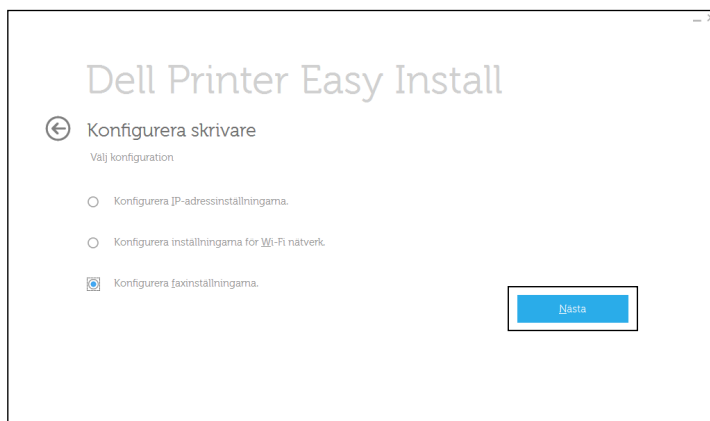 Dell Printer Easy Install
Konfigurera skrivare
Välj konfiguration
Konfigurera IP-adressinställningarna.
Konfigurera inställningarna för Wi-Fi nätverk.
Konfigurera faxinställningarna.
Nästa